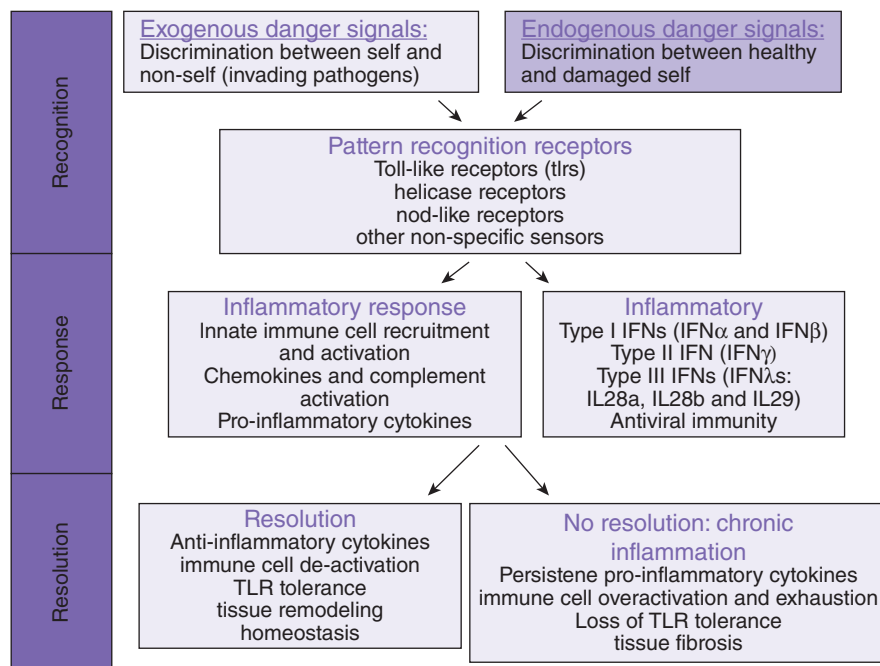 Recognition
Exogenous danger signals:
Discrimination between self and
non-self (invading pathogens)
Endogenous danger signals:
Discrimination between healthy
and damaged self
Pattern recognition receptors
Toll-like receptors (tlrs)
helicase receptors
nod-like receptors
other non-specific sensors
Response
Inflammatory response
Innate immune cell recruitment
and activation
Chemokines and complement
activation
Pro-inflammatory cytokines
Inflammatory
Type I IFNs (IFNα and IFNβ)
Type II IFN (IFNγ)
Type III IFNs (IFNλs:
IL28a, IL28b and IL29)
Antiviral immunity
Resolution
Resolution
Anti-inflammatory cytokines
immune cell de-activation
TLR tolerance
tissue remodeling
homeostasis
No resolution: chronic
inflammation
Persistene pro-inflammatory cytokines
immune cell overactivation and exhaustion
Loss of TLR tolerance
tissue fibrosis